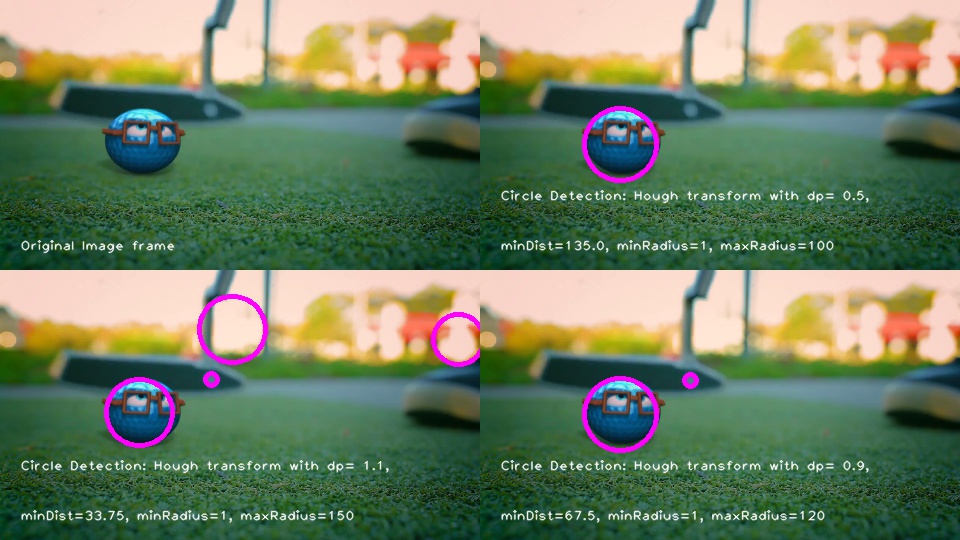 Original Image frame
Circle Detection: Hough transform with dp= 0.5,
minDist=135.0, minRadius=1, maxRadius=100
Circle Detection: Hough transform with dp= 1.1,
minDist=33.75, minRadius=1, maxRadius=150
Circle Detection: Hough transform with dp= 0.9,
minDist=67.5, minRadius=1, maxRadius=120